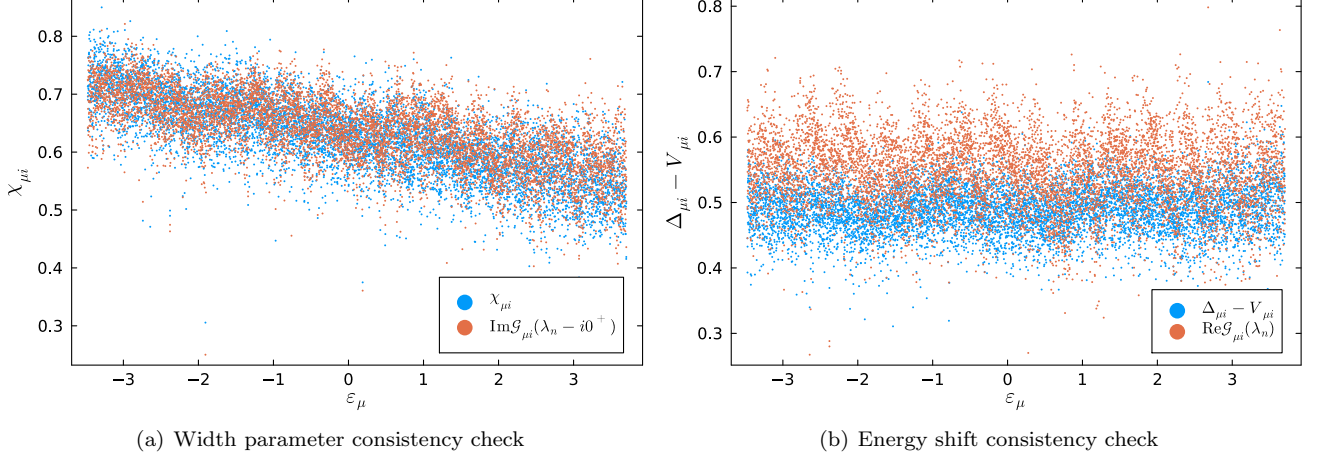 0.8
0.7
0.6
0.5
0.4
0.3
χ_μi
−3 −2 −1 0 1 2 3
ε_μ
χ_μi
Im𝒢_μi(λ_n − i0^+)
(a) Width parameter consistency check
0.8
0.7
0.6
0.5
0.4
0.3
Δ_μi − V_μi
−3 −2 −1 0 1 2 3
ε_μ
Δ_μi − V_μi
Re𝒢_μi(λ_n)
(b) Energy shift consistency check